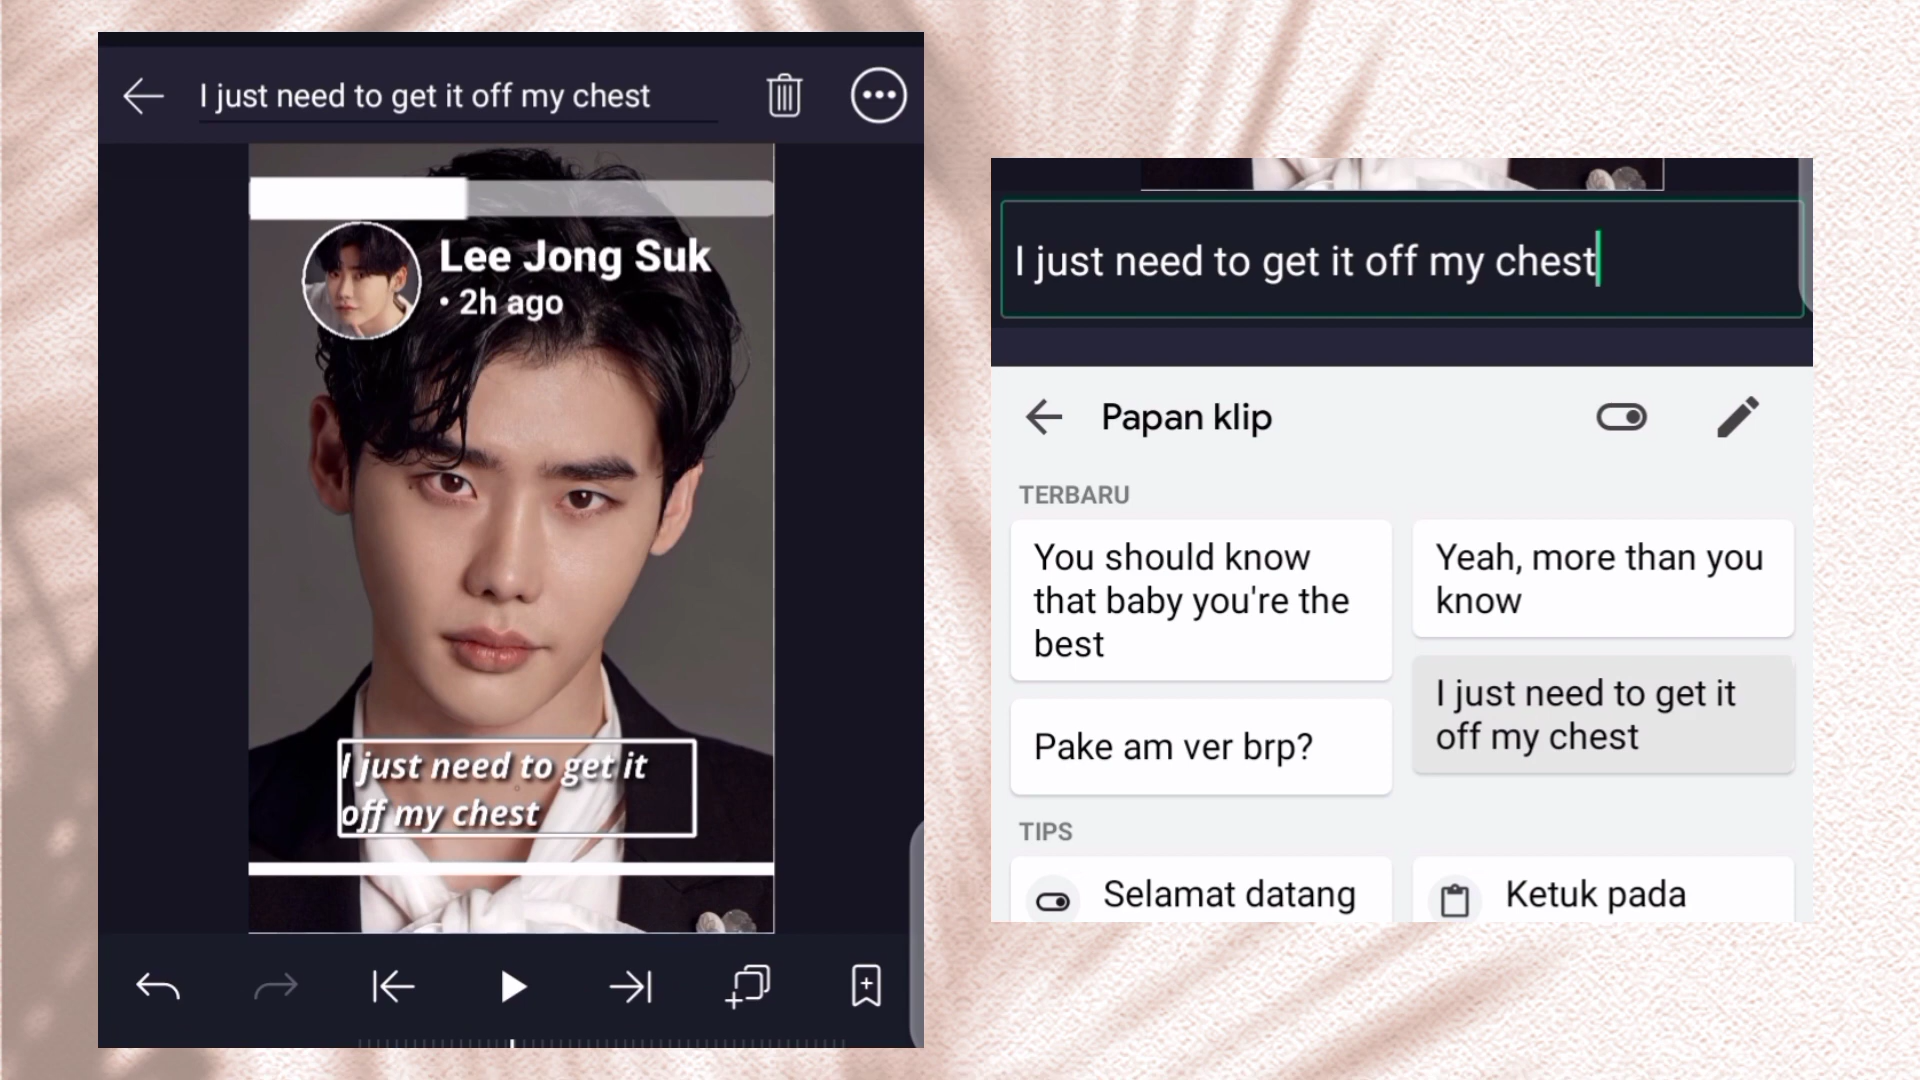 I just need to get it off my chest
Lee Jong Suk
• 2h ago
I just need to get it
off my chest
I just need to get it off my chest
Papan klip
TERBARU
You should know
that baby you're the
best
Yeah, more than you
know
Pake am ver brp?
I just need to get it
off my chest
TIPS
Selamat datang
Ketuk pada